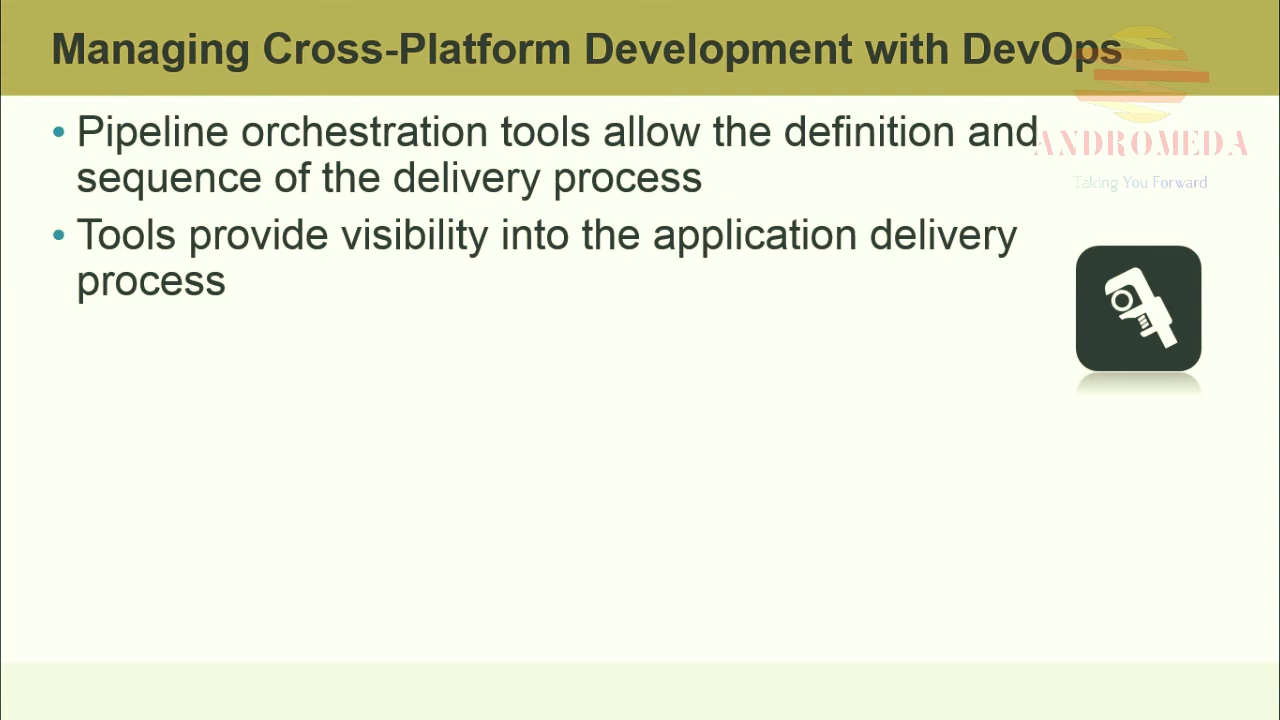 Managing Cross-Platform Development with DevOps
• Pipeline orchestration tools allow the definition and
sequence of the delivery process
• Tools provide visibility into the application delivery
process
ANDROMEDA
Taking You Forward